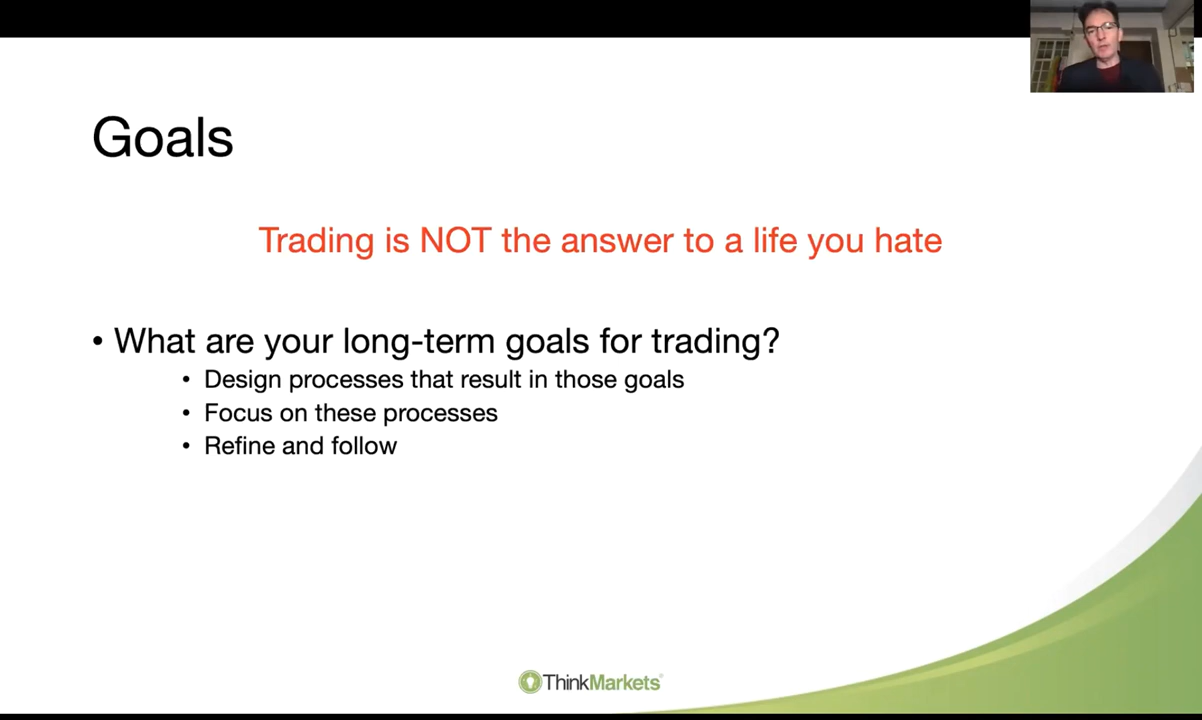 Goals
Trading is NOT the answer to a life you hate
• What are your long-term goals for trading?
• Design processes that result in those goals
• Focus on these processes
• Refine and follow
ThinkMarkets